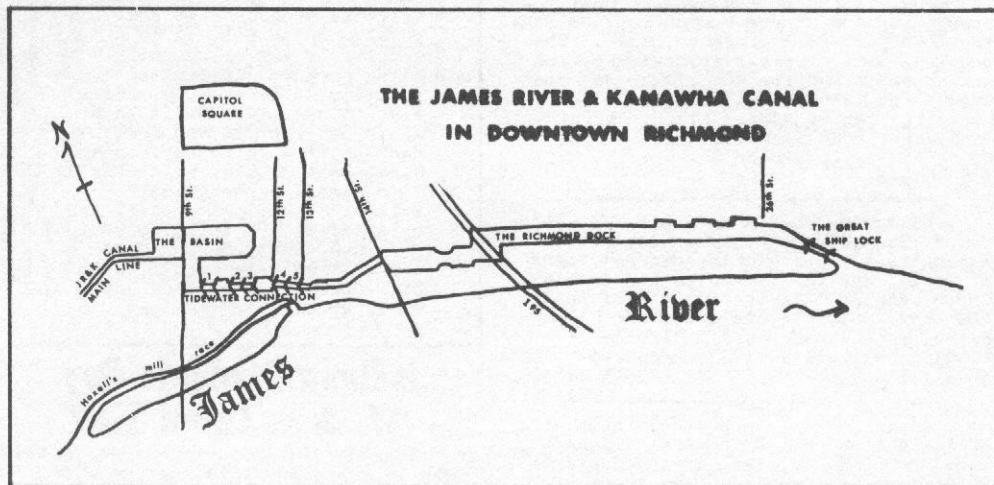 THE JAMES RIVER & KANAWHA CANAL
IN DOWNTOWN RICHMOND
CAPITOL
SQUARE
N
9th St.
12th St.
13th St.
14th St.
26th St.
THE BASIN
JR&K CANAL
MAIN LINE
1 2 3 4 5
TIDEWATER CONNECTION
THE RICHMOND DOCK
THE GREAT
SHIP LOCK
I 95
Haxall's mill race
James
River